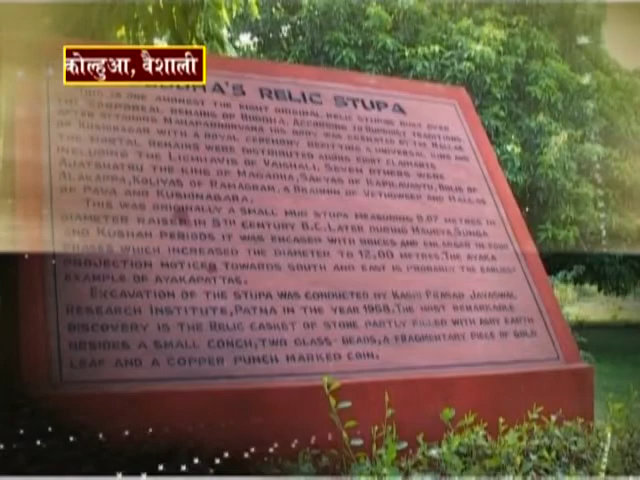 कोल्हुआ, वैशाली
BUDDHA'S RELIC STUPA
THIS IS ONE AMONGST THE EIGHT ORIGINAL RELIC STUPAS BUILT OVER
THE CORPOREAL REMAINS OF BUDDHA. ACCORDING TO BUDDHIST TRADITIONS
AFTER ATTAINING MAHAPARINIRVANA HIS BODY WAS CREMATED BY THE MALLAS
OF KUSHINAGAR WITH A ROYAL CEREMONY BEFITTING A UNIVERSAL KING AND
THE MORTAL REMAINS WERE DISTRIBUTED AMONG EIGHT CLAIMANTS
INCLUDING THE LICHHAVIS OF VAISHALI. SEVEN OTHERS WERE
AJATSHATRU THE KING OF MAGADHA, SAKYAS OF KAPILAVASTU, BULIS OF
ALAKAPPA, KOLIYAS OF RAMAGRAM, A BRAHMIN OF VETHADWEEP AND MALLAS
OF PAVA AND KUSHINAGARA.
THIS WAS ORIGINALLY A SMALL MUD STUPA MEASURING 8.07 METRES IN
DIAMETER RAISED IN 5TH CENTURY B.C. LATER DURING MAURYA, SUNGA
AND KUSHAN PERIODS IT WAS ENCASED WITH BRICKS AND ENLARGED IN FOUR
PHASES WHICH INCREASED THE DIAMETER TO 12.00 METRES. THE AYAKA
PROJECTION NOTICED TOWARDS SOUTH AND EAST IS PROBABLY THE EARLIEST
EXAMPLE OF AYAKAPATTAS.
EXCAVATION OF THE STUPA WAS CONDUCTED BY KASHI PRASAD JAYASWAL
RESEARCH INSTITUTE, PATNA IN THE YEAR 1958. THE MOST REMARKABLE
DISCOVERY IS THE RELIC CASKET OF STONE PARTLY FILLED WITH ASHY EARTH
BESIDES A SMALL CONCH, TWO GLASS-BEADS, A FRAGMENTARY PIECE OF GOLD
LEAF AND A COPPER PUNCH MARKED COIN.